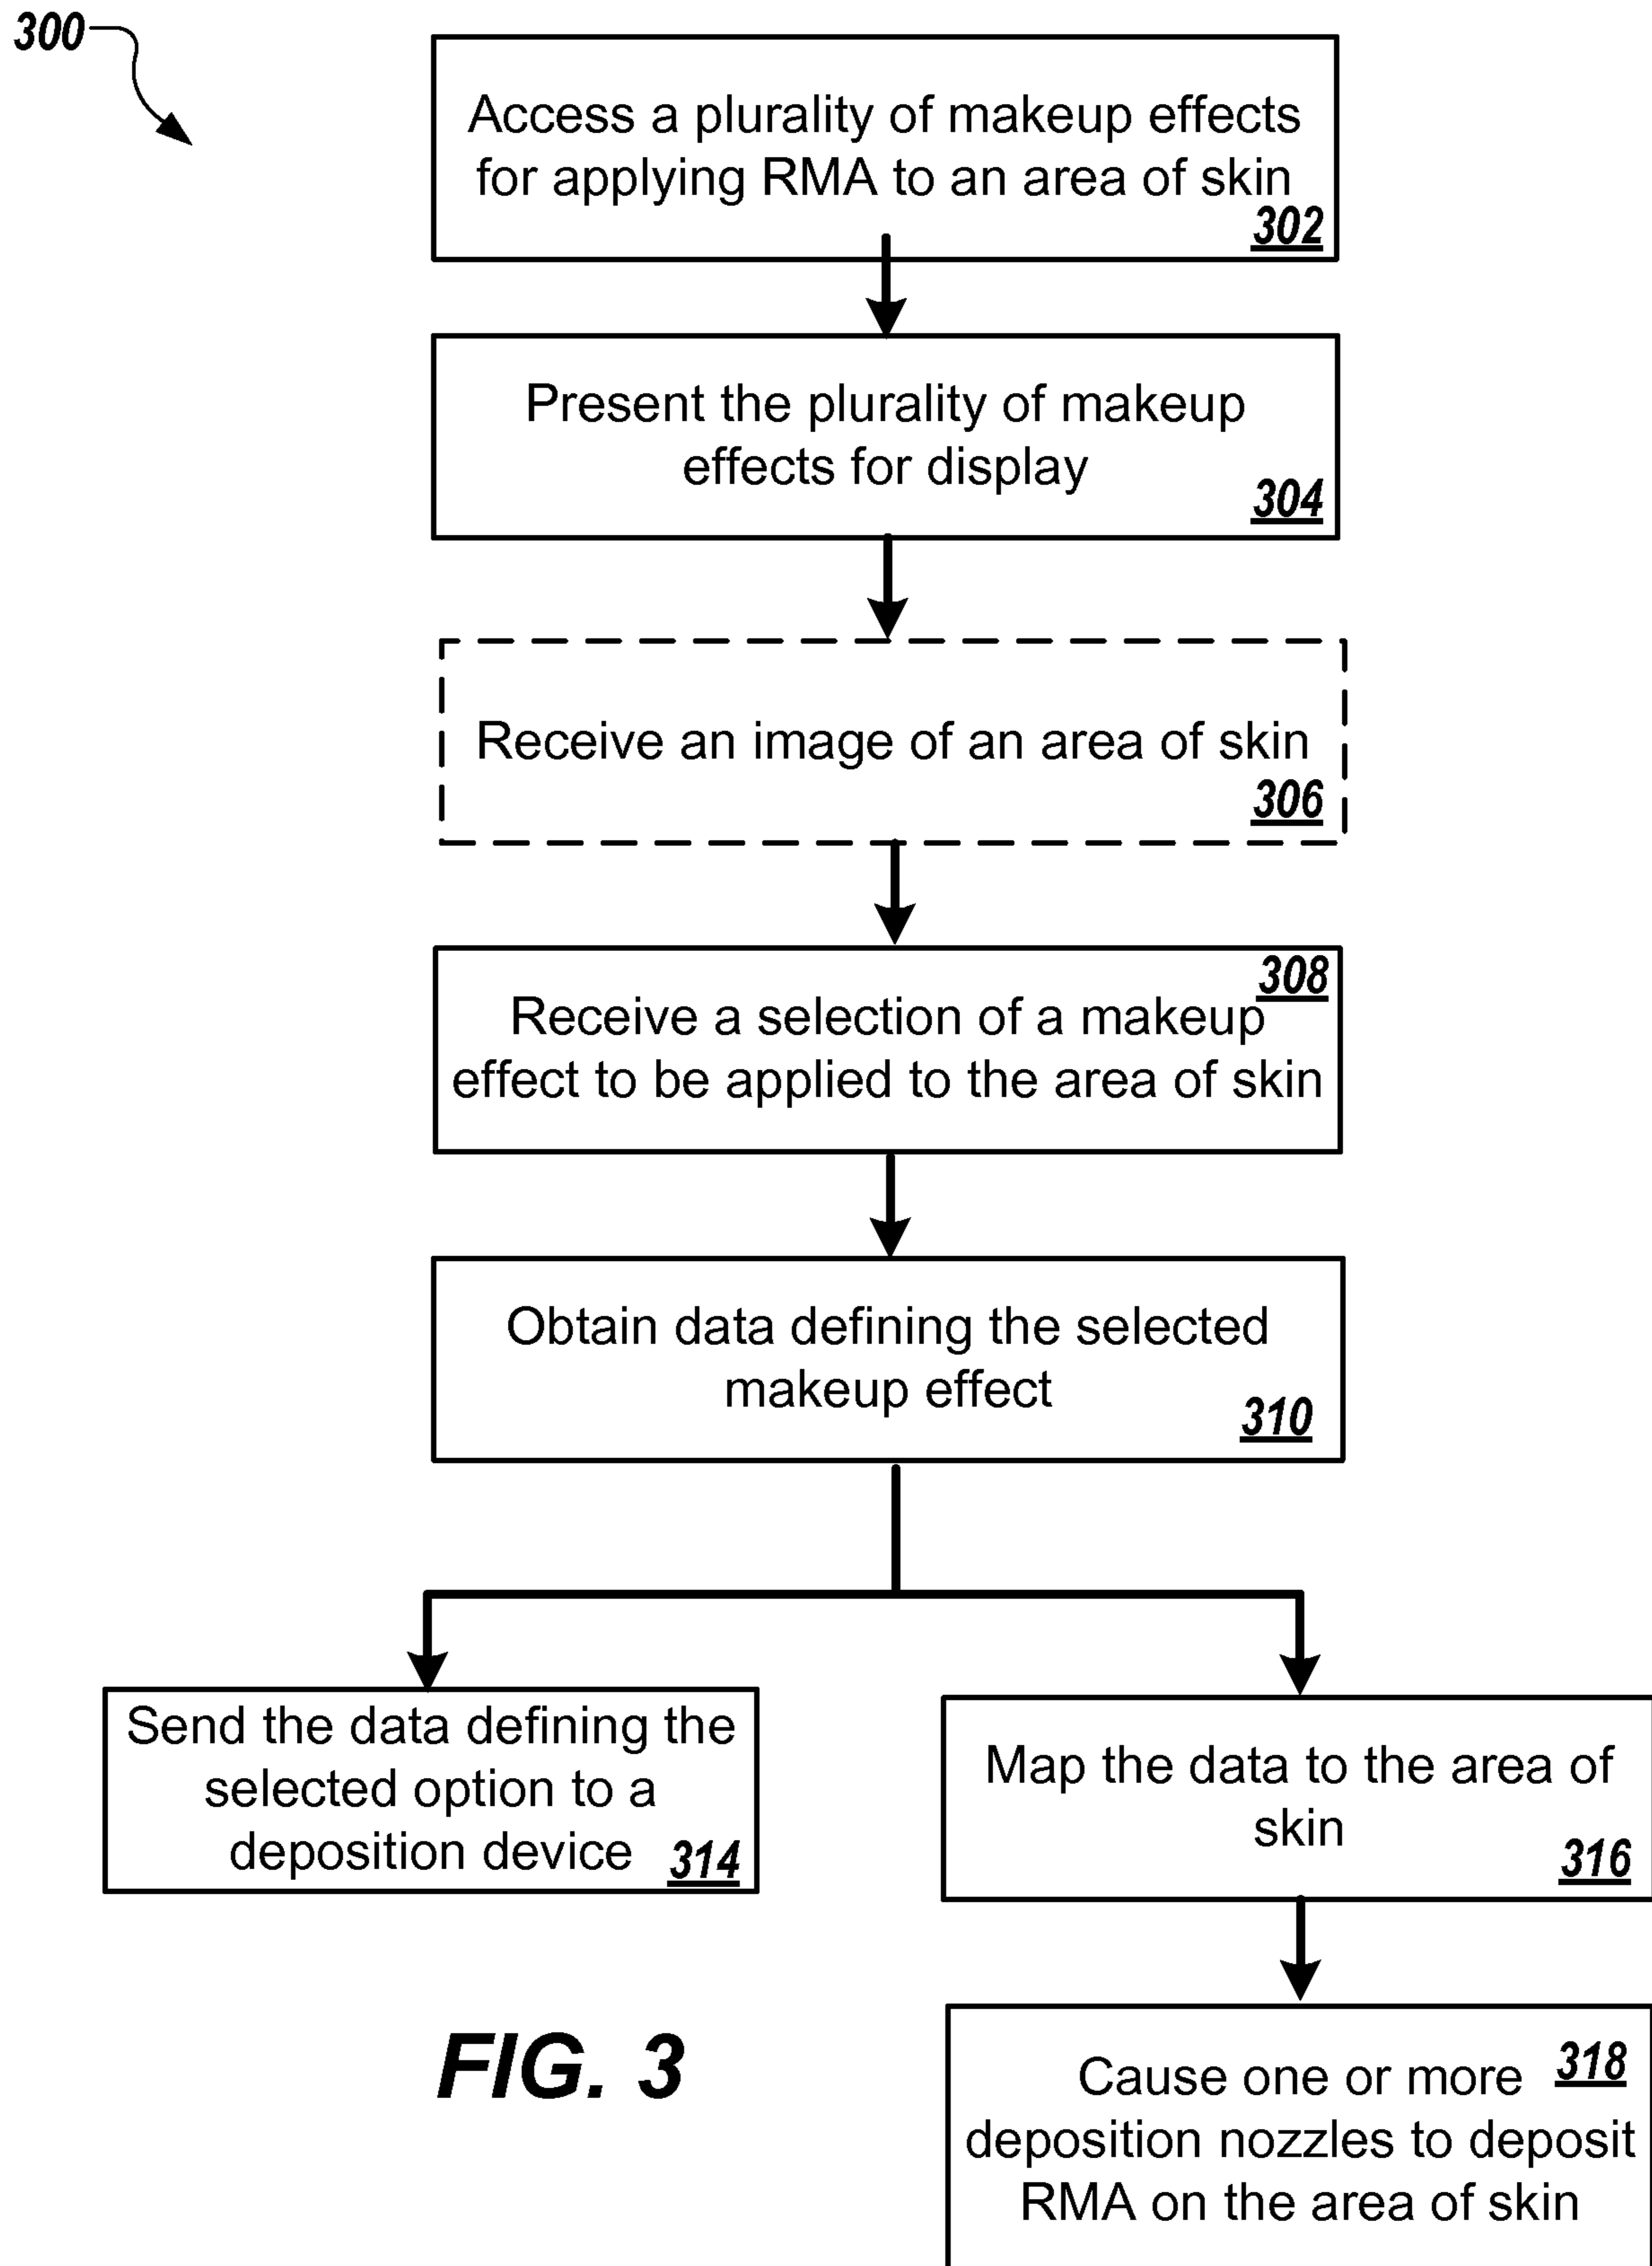 300
Access a plurality of makeup effects
for applying RMA to an area of skin
302
Present the plurality of makeup
effects for display
304
Receive an image of an area of skin
306
308
Receive a selection of a makeup
effect to be applied to the area of skin
Obtain data defining the selected
makeup effect
310
Send the data defining the
selected option to a
deposition device 314
Map the data to the area of
skin
316
Cause one or more 318
deposition nozzles to deposit
RMA on the area of skin
FIG. 3